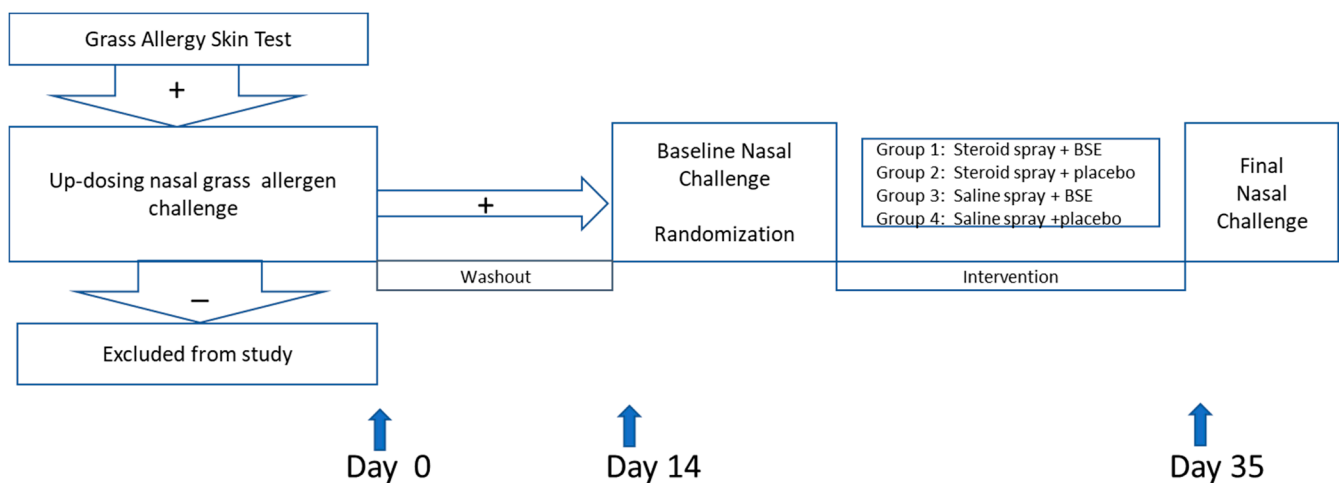 Grass Allergy Skin Test
+
Up-dosing nasal grass allergen
challenge
+
Washout
−
Excluded from study
Baseline Nasal
Challenge
Randomization
Group 1: Steroid spray + BSE
Group 2: Steroid spray + placebo
Group 3: Saline spray + BSE
Group 4: Saline spray +placebo
Intervention
Final
Nasal
Challenge
Day 0
Day 14
Day 35